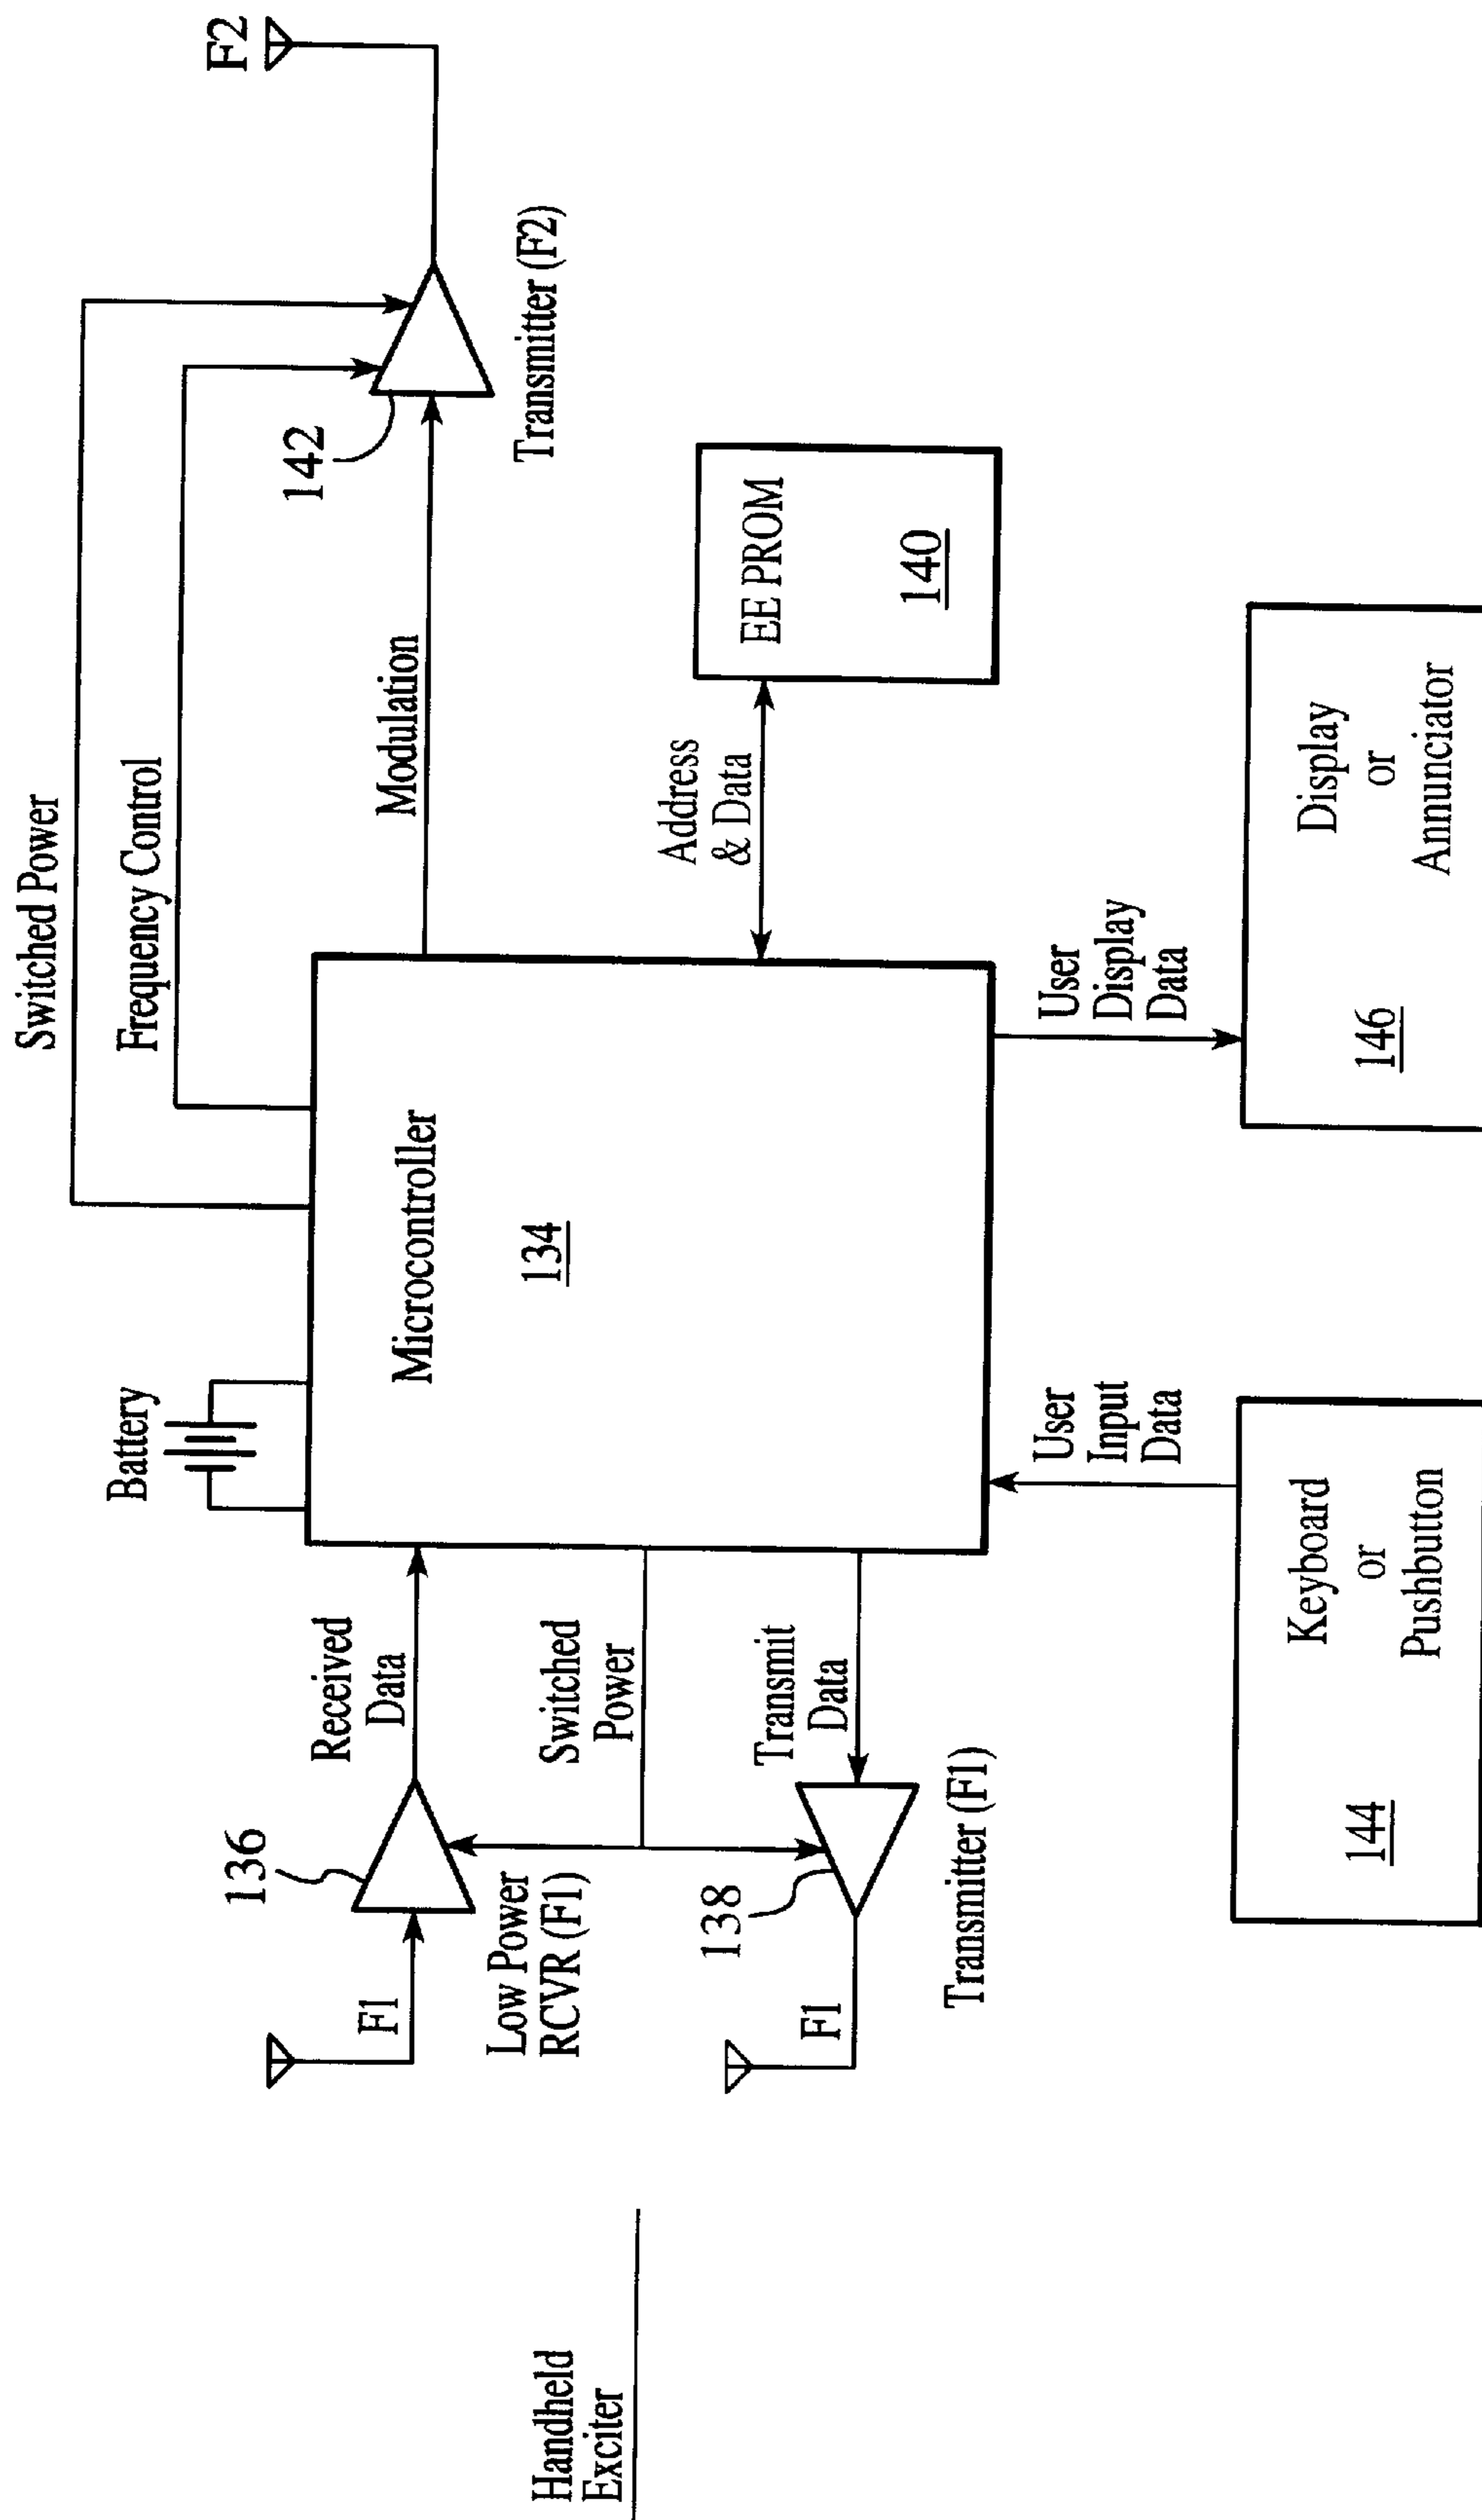 Handheld
Exciter
Switched Power
Frequency Control
Battery
F2
136
Received
Data
F1
Low Power
RCVR (F1)
Microcontroller
134
Modulation
142
Transmitter (F2)
Switched
Power
138
Transmit
Data
F1
Transmitter (F1)
Address
& Data
EE PROM
140
User
Input
Data
User
Display
Data
Keyboard
or
Pushbutton
144
Display
or
Annunciator
146